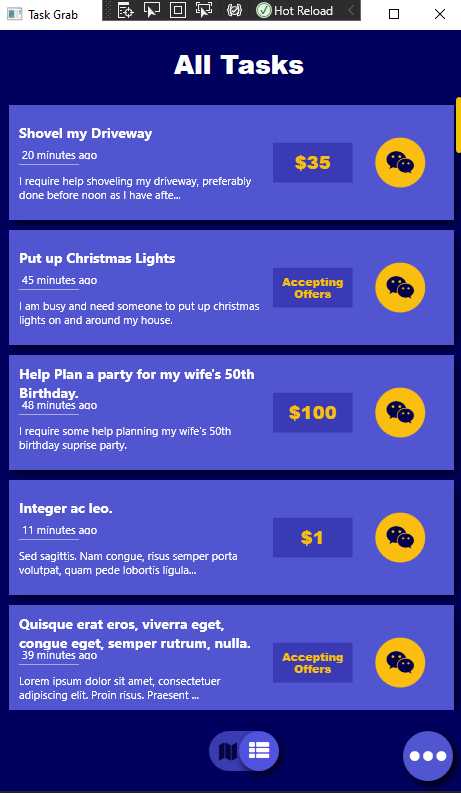 Task Grab
Hot Reload
All Tasks
Shovel my Driveway
20 minutes ago
I require help shoveling my driveway, preferably
done before noon as I have afte...
$35
Put up Christmas Lights
45 minutes ago
I am busy and need someone to put up christmas
lights on and around my house.
Accepting
Offers
Help Plan a party for my wife's 50th
Birthday.
48 minutes ago
I require some help planning my wife's 50th
birthday suprise party.
$100
Integer ac leo.
11 minutes ago
Sed sagittis. Nam congue, risus semper porta
volutpat, quam pede lobortis ligula...
$1
Quisque erat eros, viverra eget,
congue eget, semper rutrum, nulla.
39 minutes ago
Lorem ipsum dolor sit amet, consectetuer
adipiscing elit. Proin risus. Praesent ...
Accepting
Offers